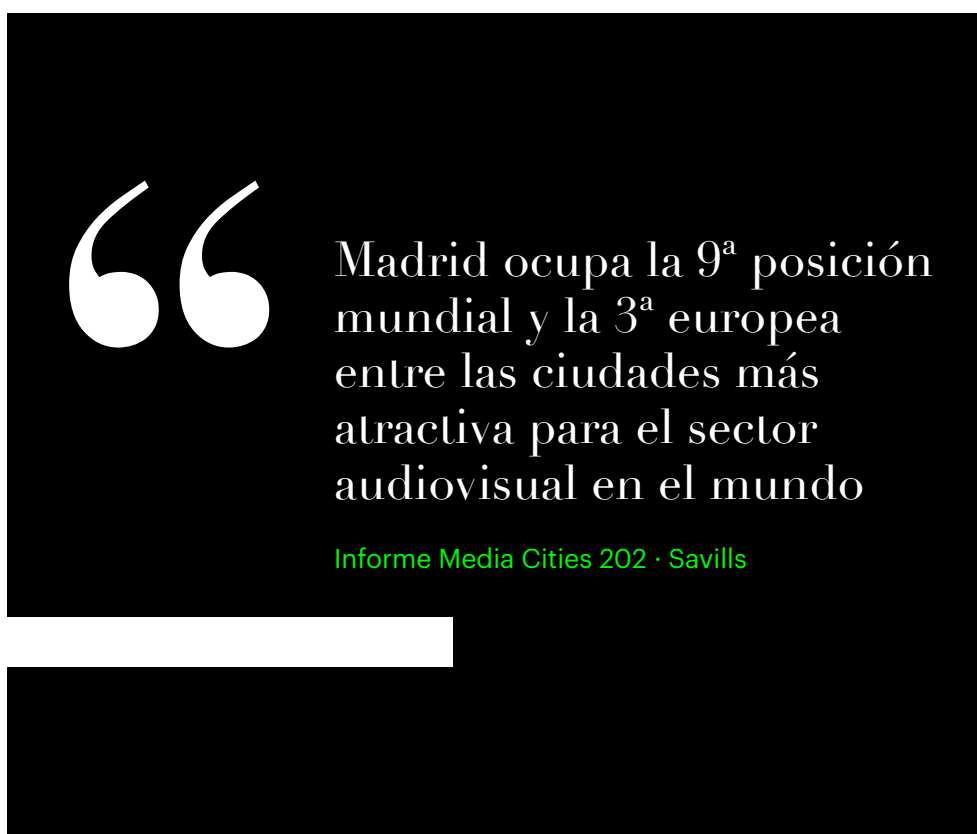 “
Madrid ocupa la 9ª posición
mundial y la 3ª europea
entre las ciudades más
atractiva para el sector
audiovisual en el mundo
Informe Media Cities 202 · Savills